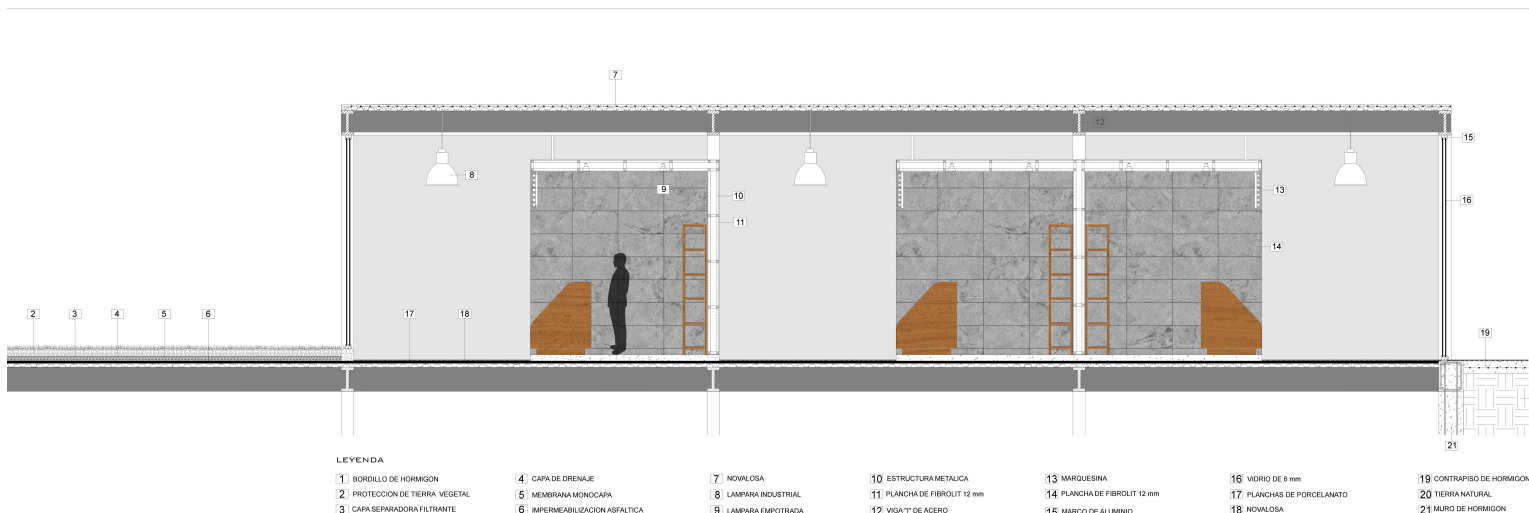 7
12
15
8
9
10
13
11
16
14
2
3
4
5
6
17
18
19
21
LEYENDA
1 BORDILLO DE HORMIGON
2 PROTECCION DE TIERRA VEGETAL
3 CAPA SEPARADORA FILTRANTE
4 CAPA DE DRENAJE
5 MEMBRANA MONOCAPA
6 IMPERMEABILIZACION ASFALTICA
7 NOVALOSA
8 LAMPARA INDUSTRIAL
9 LAMPARA EMPOTRADA
10 ESTRUCTURA METALICA
11 PLANCHA DE FIBROLIT 12 mm
12 VIGA "I" DE ACERO
13 MARQUESINA
14 PLANCHA DE FIBROLIT 12 mm
15 MARCO DE ALUMINIO
16 VIDRIO DE 6 mm
17 PLANCHAS DE PORCELANATO
18 NOVALOSA
19 CONTRAPISO DE HORMIGON
20 TIERRA NATURAL
21 MURO DE HORMIGON